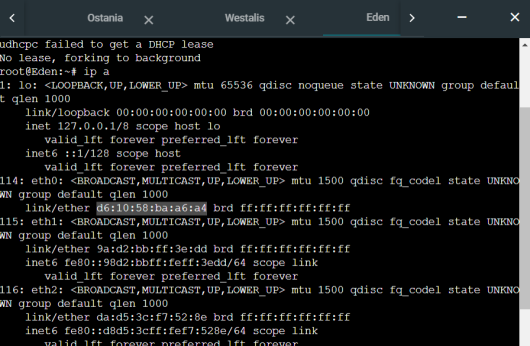 Ostania Westalis Eden
udhcpc failed to get a DHCP lease
No lease, forking to background
root@Eden:~# ip a
1: lo: <LOOPBACK,UP,LOWER_UP> mtu 65536 qdisc noqueue state UNKNOWN group defaul
t qlen 1000
link/loopback 00:00:00:00:00:00 brd 00:00:00:00:00:00
inet 127.0.0.1/8 scope host lo
valid_lft forever preferred_lft forever
inet6 ::1/128 scope host
valid_lft forever preferred_lft forever
114: eth0: <BROADCAST,MULTICAST,UP,LOWER_UP> mtu 1500 qdisc fq_codel state UNKNO
WN group default qlen 1000
link/ether d6:10:58:ba:a6:a4 brd ff:ff:ff:ff:ff:ff
115: eth1: <BROADCAST,MULTICAST,UP,LOWER_UP> mtu 1500 qdisc fq_codel state UNKNO
WN group default qlen 1000
link/ether 9a:d2:bb:ff:3e:dd brd ff:ff:ff:ff:ff:ff
inet6 fe80::98d2:bbff:feff:3edd/64 scope link
valid_lft forever preferred_lft forever
116: eth2: <BROADCAST,MULTICAST,UP,LOWER_UP> mtu 1500 qdisc fq_codel state UNKNO
WN group default qlen 1000
link/ether da:d5:3c:f7:52:8e brd ff:ff:ff:ff:ff:ff
inet6 fe80::d8d5:3cff:fef7:528e/64 scope link
valid_lft forever preferred_lft forever